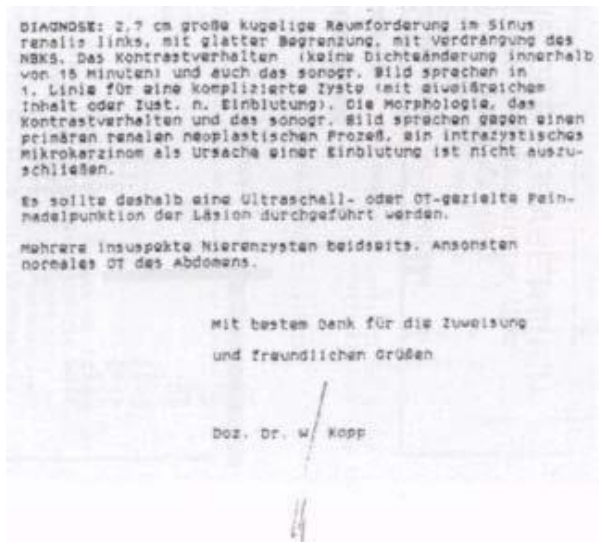 DIAGNOSE: 2,7 cm große kugelige Raumforderung im Sinus
renalis links, mit glatter Begrenzung, mit Verdrängung des
NBKS. Das Kontrastverhalten (keine Dichteänderung innerhalb
von 15 Minuten) und auch das sonogr. Bild sprechen in
1. Linie für eine komplizierte Zyste (mit eiweißreichem
Inhalt oder Zust. n. Einblutung). Die Morphologie, das
Kontrastverhalten und das sonogr. Bild sprechen gegen einen
primären renalen neoplastischen Prozeß, ein intrazystisches
Mikrokarzinom als Ursache einer Einblutung ist nicht auszu-
schließen.
Es sollte deshalb eine Ultraschall- oder CT-gezielte Fein-
nadelpunktion der Läsion durchgeführt werden.
Mehrere insuspekte Nierenzysten beidseits. Ansonsten
normales CT des Abdomens.
Mit bestem Dank für die Zuweisung
und freundlichen Grüßen
Doz. Dr. W. Kopp